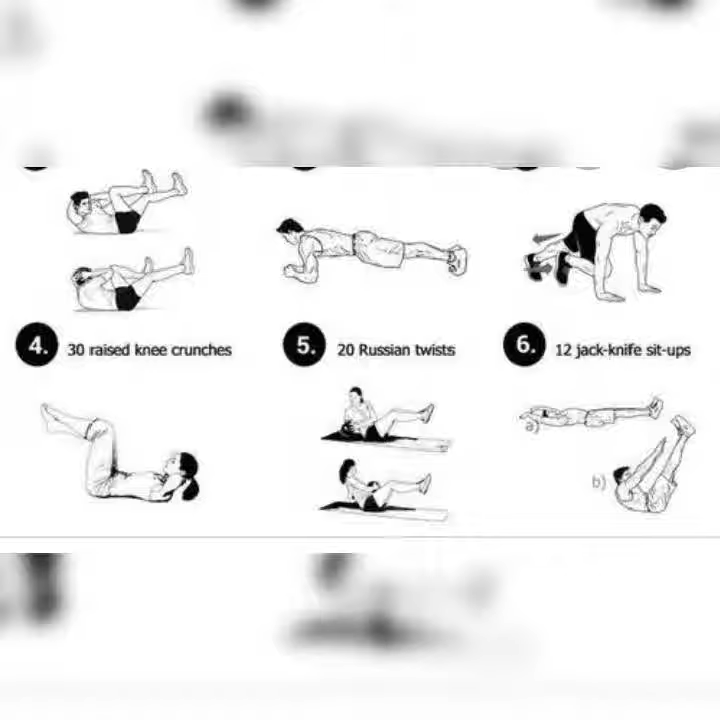 4. 30 raised knee crunches
5. 20 Russian twists
6. 12 jack-knife sit-ups
a)
b)